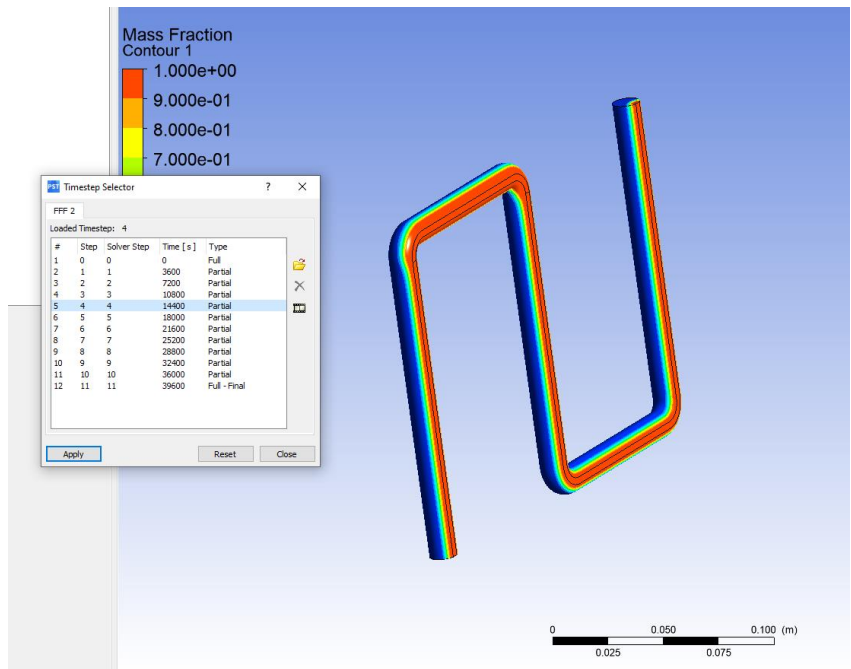 Mass Fraction
Contour 1
1.000e+00
9.000e-01
8.000e-01
7.000e-01
PST Timestep Selector ? ×
FFF 2
Loaded Timestep: 4
# Step Solver Step Time [ s ] Type
1 0 0 0 Full
2 1 1 3600 Partial
3 2 2 7200 Partial
4 3 3 10800 Partial
5 4 4 14400 Partial
6 5 5 18000 Partial
7 6 6 21600 Partial
8 7 7 25200 Partial
9 8 8 28800 Partial
10 9 9 32400 Partial
11 10 10 36000 Partial
12 11 11 39600 Full - Final
Apply Reset Close
0 0.050 0.100 (m)
0.025 0.075